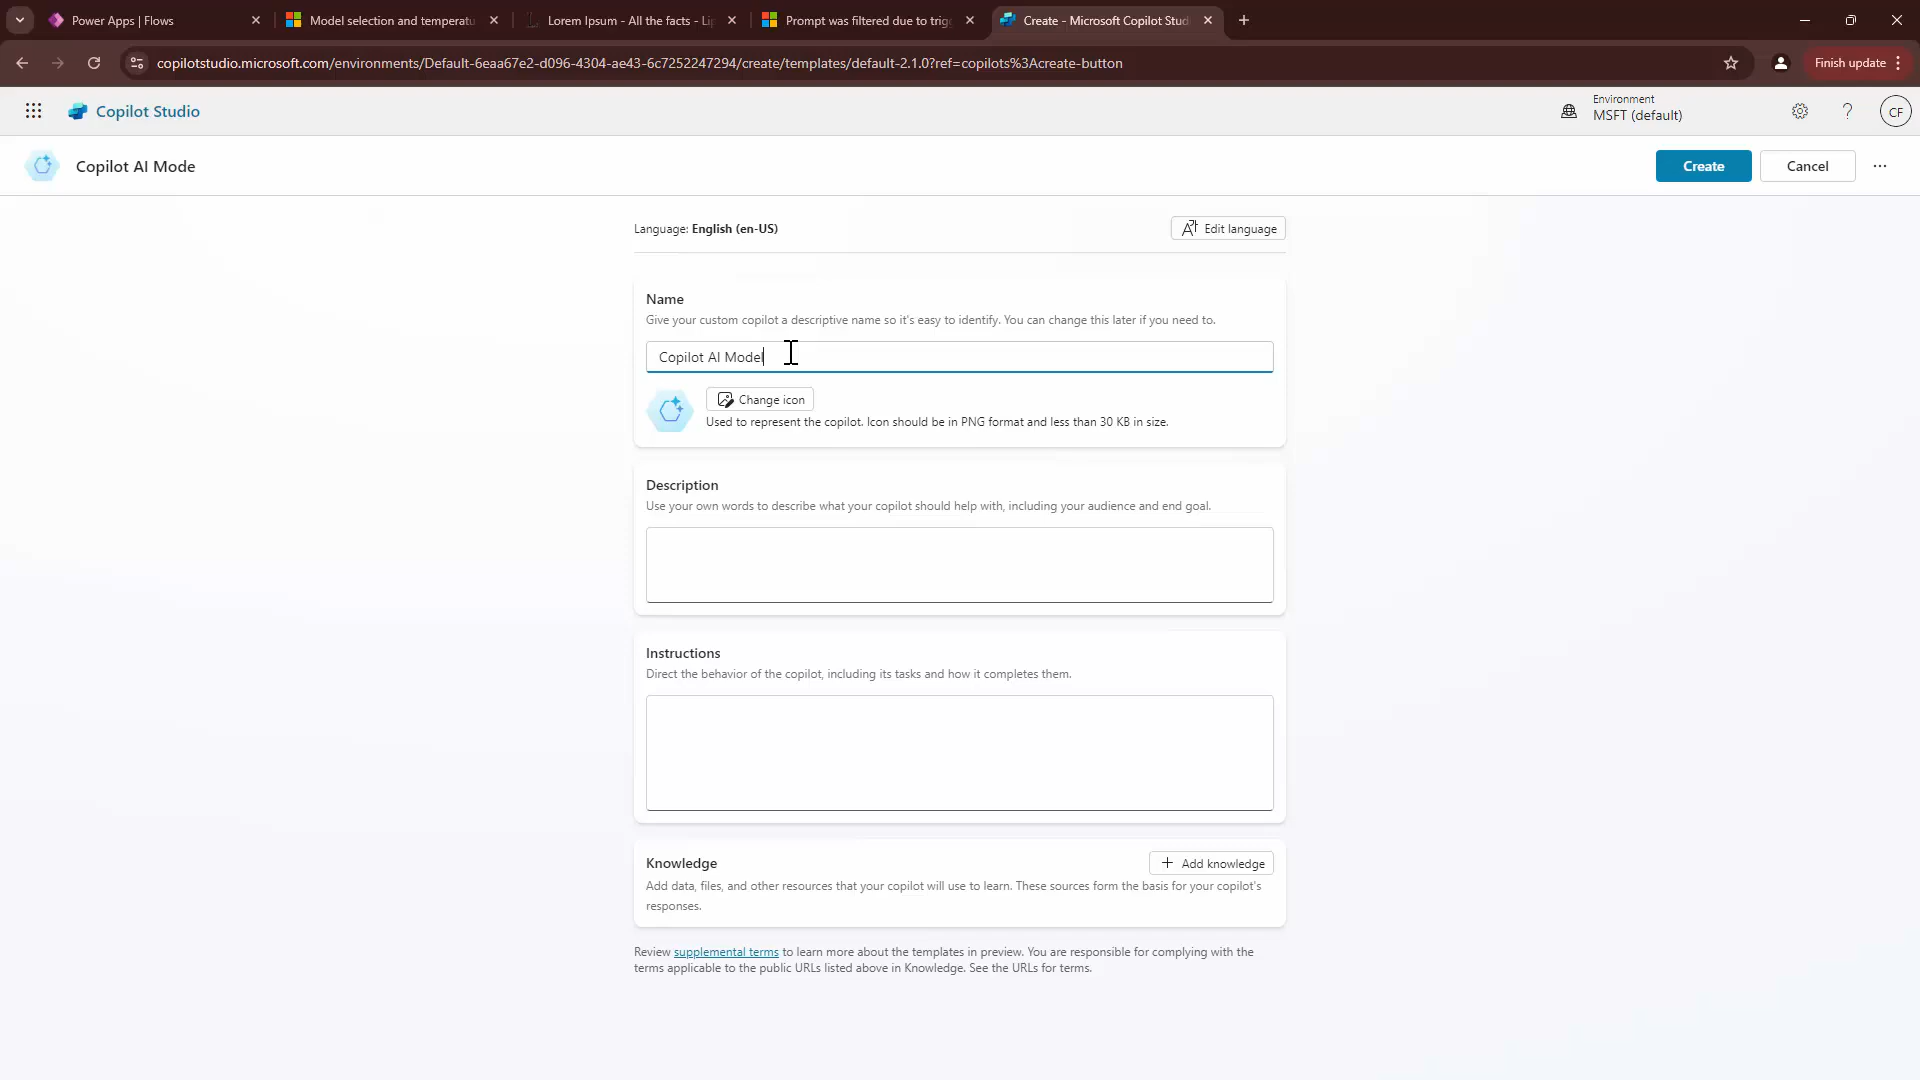 Power Apps | Flows
Model selection and temperatu
Lorem Ipsum - All the facts - Lip
Prompt was filtered due to trigg
Create - Microsoft Copilot Studi
copilotstudio.microsoft.com/environments/Default-6eaa67e2-d096-4304-ae43-6c7252247294/create/templates/default-2.1.0?ref=copilots%3Acreate-button
Finish update
Copilot Studio
Environment
MSFT (default)
?
CF
Copilot AI Mode
Create
Cancel
Language: English (en-US)
Edit language
Name
Give your custom copilot a descriptive name so it's easy to identify. You can change this later if you need to.
Copilot AI Model
Change icon
Used to represent the copilot. Icon should be in PNG format and less than 30 KB in size.
Description
Use your own words to describe what your copilot should help with, including your audience and end goal.
Instructions
Direct the behavior of the copilot, including its tasks and how it completes them.
Knowledge
+ Add knowledge
Add data, files, and other resources that your copilot will use to learn. These sources form the basis for your copilot's
responses.
Review supplemental terms to learn more about the templates in preview. You are responsible for complying with the
terms applicable to the public URLs listed above in Knowledge. See the URLs for terms.